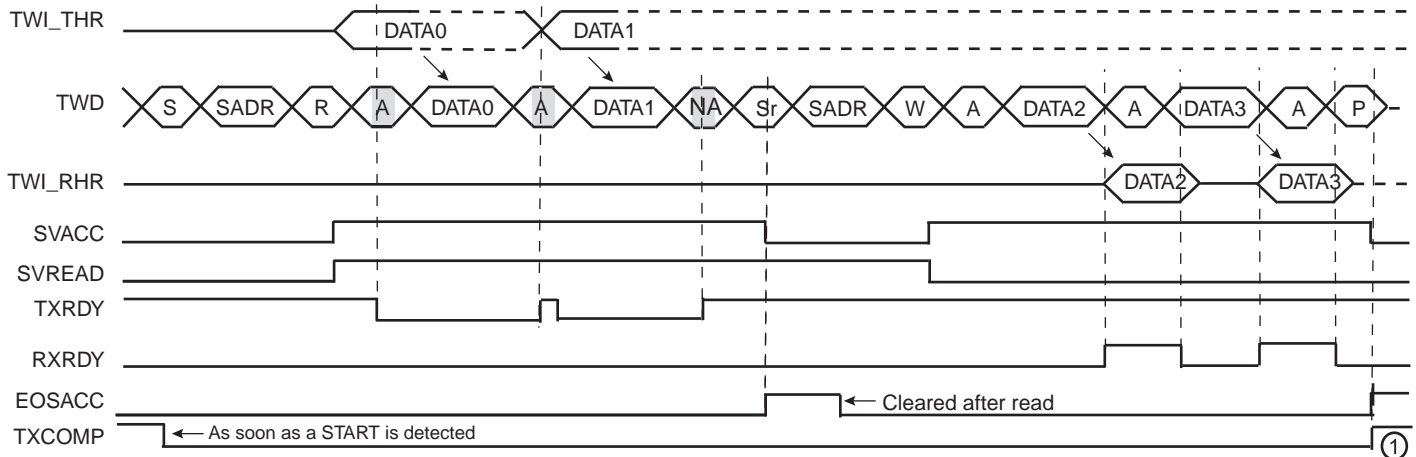 TWI_THR DATA0 DATA1
TWD S SADR R A DATA0 A DATA1 NA Sr SADR W A DATA2 A DATA3 A P
TWI_RHR DATA2 DATA3
SVACC
SVREAD
TXRDY
RXRDY
EOSACC Cleared after read
TXCOMP As soon as a START is detected 1